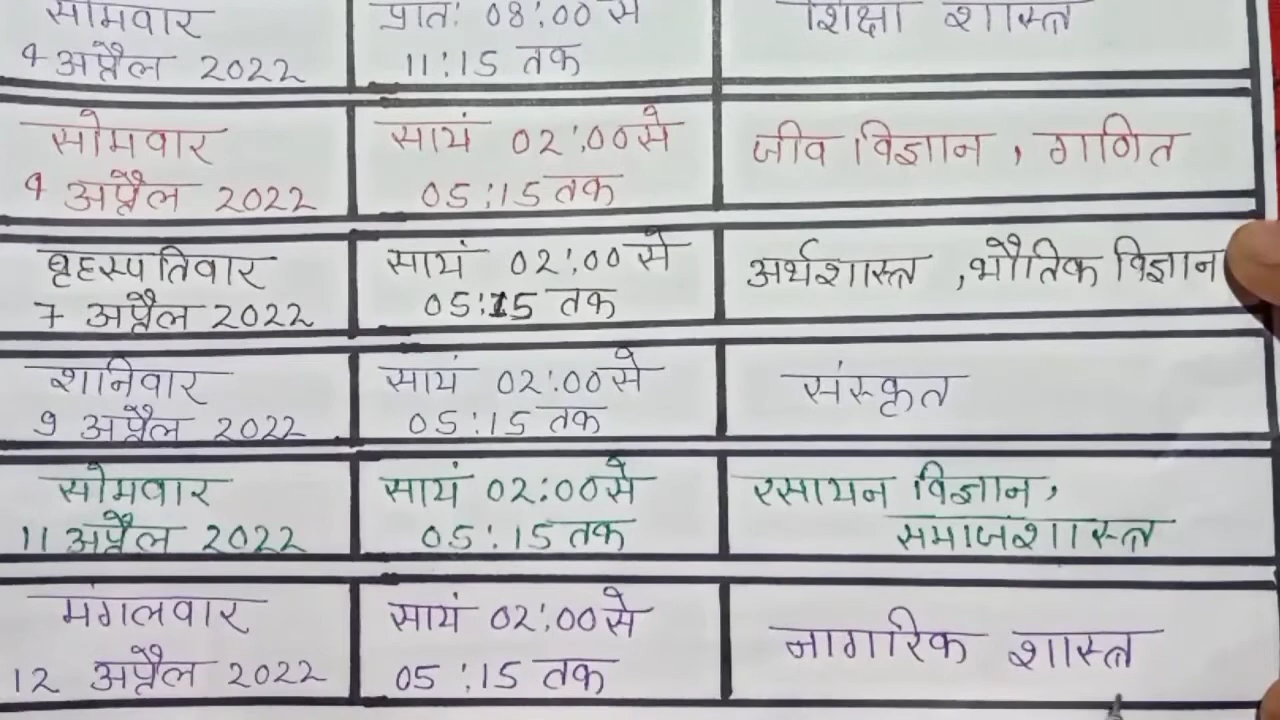 सोमवार
4 अप्रैल 2022
प्रातः 08:00 से
11:15 तक
शिक्षा शास्त्र
सोमवार
4 अप्रैल 2022
सायं 02:00 से
05:15 तक
जीव विज्ञान, गणित
बृहस्पतिवार
7 अप्रैल 2022
सायं 02:00 से
05:15 तक
अर्थशास्त्र, भौतिक विज्ञान
शनिवार
9 अप्रैल 2022
सायं 02:00 से
05:15 तक
संस्कृत
सोमवार
11 अप्रैल 2022
सायं 02:00 से
05:15 तक
रसायन विज्ञान,
समाजशास्त्र
मंगलवार
12 अप्रैल 2022
सायं 02:00 से
05:15 तक
नागरिक शास्त्र